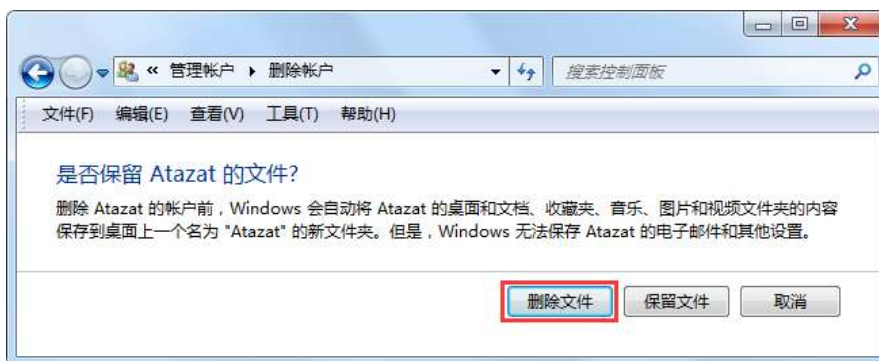 « 管理帐户 ▸ 删除帐户 搜索控制面板
文件(F) 编辑(E) 查看(V) 工具(T) 帮助(H)
是否保留 Atazat 的文件?
删除 Atazat 的帐户前，Windows 会自动将 Atazat 的桌面和文档、收藏夹、音乐、图片和视频文件夹的内容
保存到桌面上一个名为 "Atazat" 的新文件夹。但是，Windows 无法保存 Atazat 的电子邮件和其他设置。
删除文件 保留文件 取消